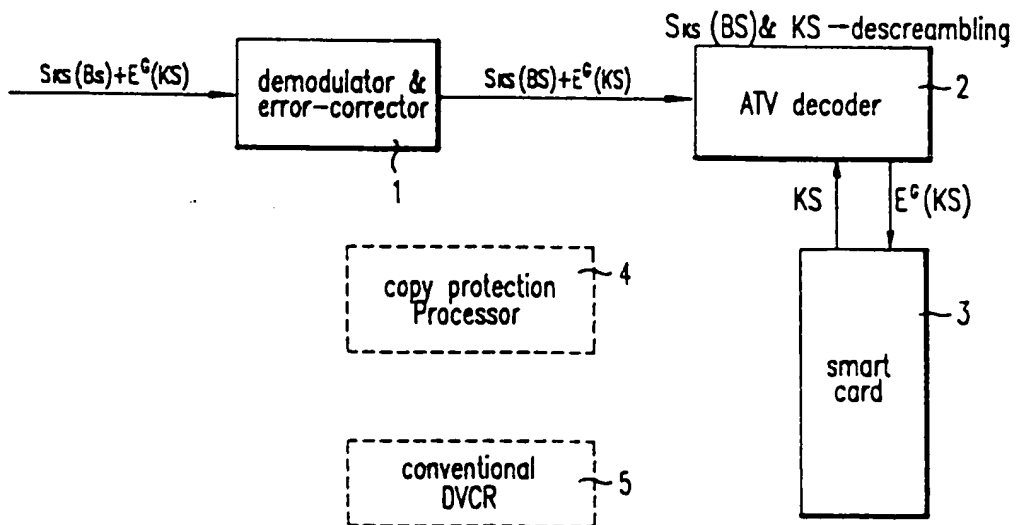 SKS(BS)& KS-descreambling
SKS(BS)+E^G(KS)
demodulator &
error-corrector
1
SKS(BS)+E^G(KS)
ATV decoder
2
KS
E^G(KS)
copy protection
Processor
4
smart
card
3
conventional
DVCR
5